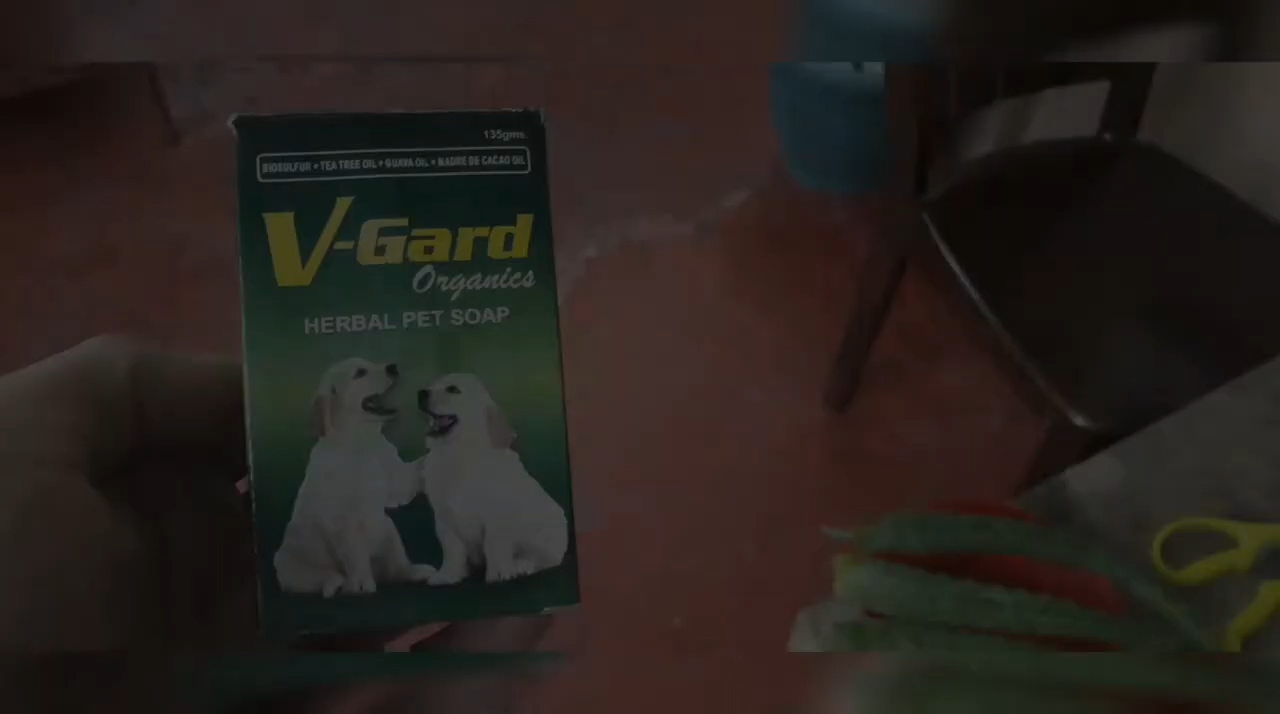 135gms.
BIOSULFUR • TEA TREE OIL • GUAVA OIL • MADRE DE CACAO OIL
V-Gard
Organics
HERBAL PET SOAP